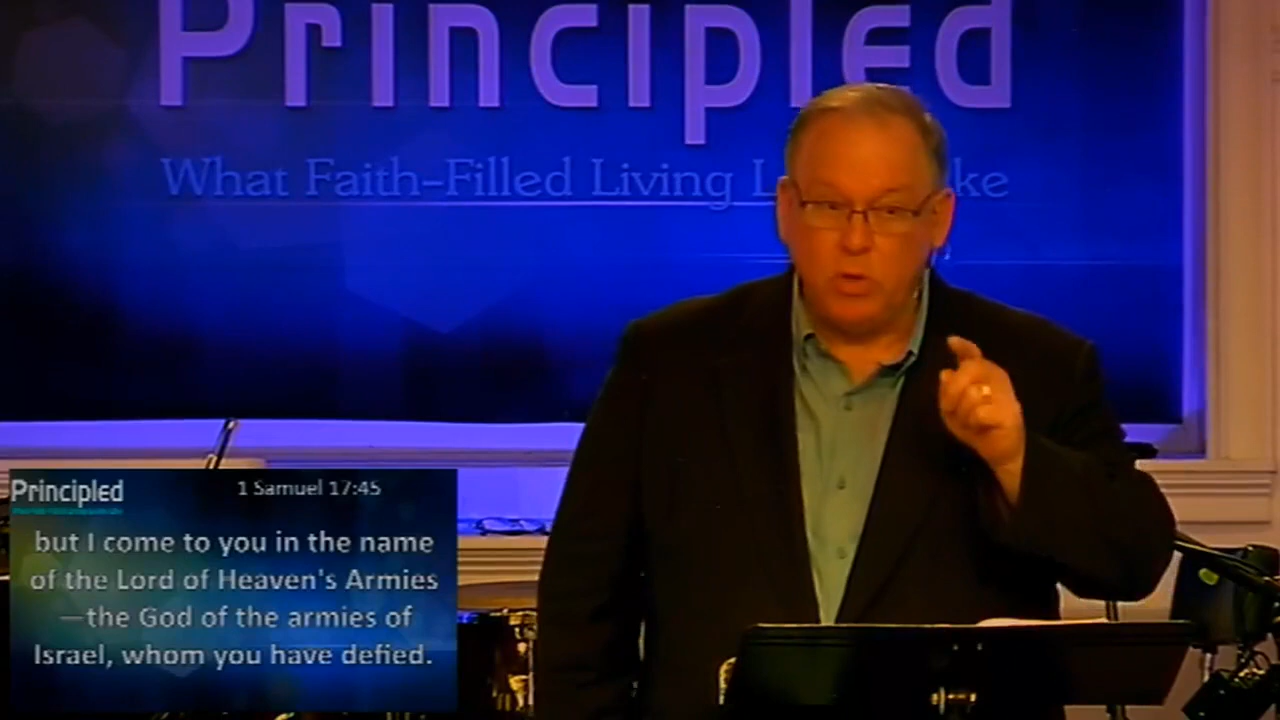 Principled
What Faith-Filled Living L ke
Principled
1 Samuel 17:45
but I come to you in the name
of the Lord of Heaven's Armies
—the God of the armies of
Israel, whom you have defied.